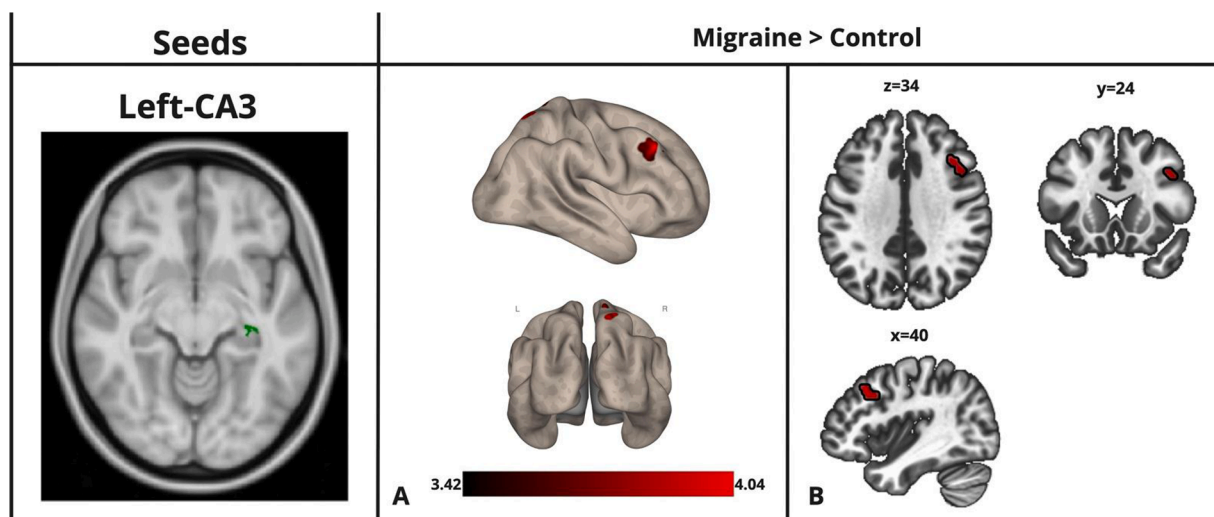 Seeds
Migraine > Control
Left-CA3
L
R
3.42
4.04
A
z=34
y=24
x=40
B